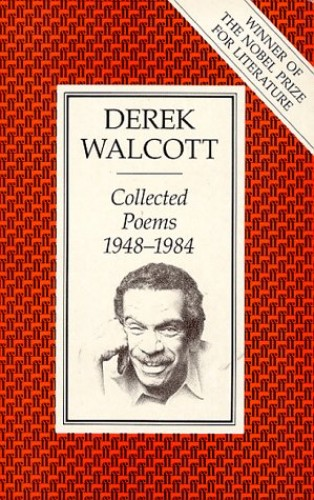 WINNER OF
THE NOBEL PRIZE
FOR LITERATURE
DEREK
WALCOTT
Collected
Poems
1948–1984